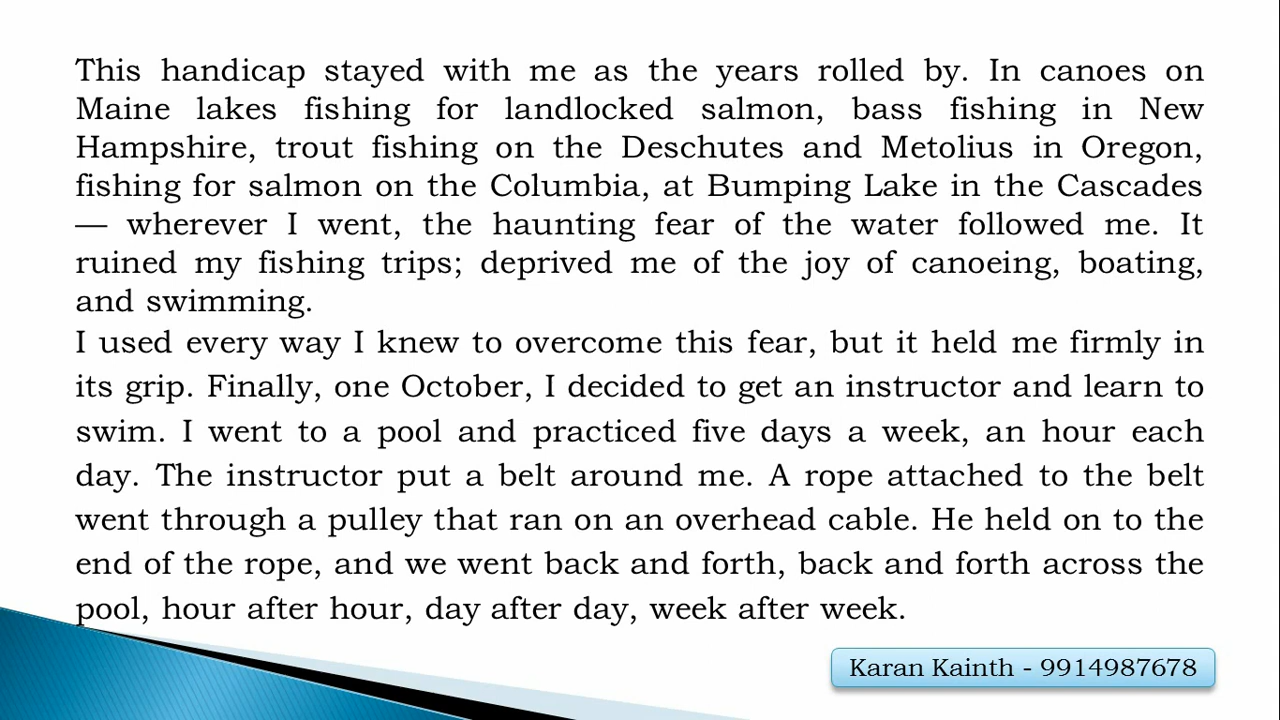 This handicap stayed with me as the years rolled by. In canoes on
Maine lakes fishing for landlocked salmon, bass fishing in New
Hampshire, trout fishing on the Deschutes and Metolius in Oregon,
fishing for salmon on the Columbia, at Bumping Lake in the Cascades
— wherever I went, the haunting fear of the water followed me. It
ruined my fishing trips; deprived me of the joy of canoeing, boating,
and swimming.
I used every way I knew to overcome this fear, but it held me firmly in
its grip. Finally, one October, I decided to get an instructor and learn to
swim. I went to a pool and practiced five days a week, an hour each
day. The instructor put a belt around me. A rope attached to the belt
went through a pulley that ran on an overhead cable. He held on to the
end of the rope, and we went back and forth, back and forth across the
pool, hour after hour, day after day, week after week.
Karan Kainth - 9914987678